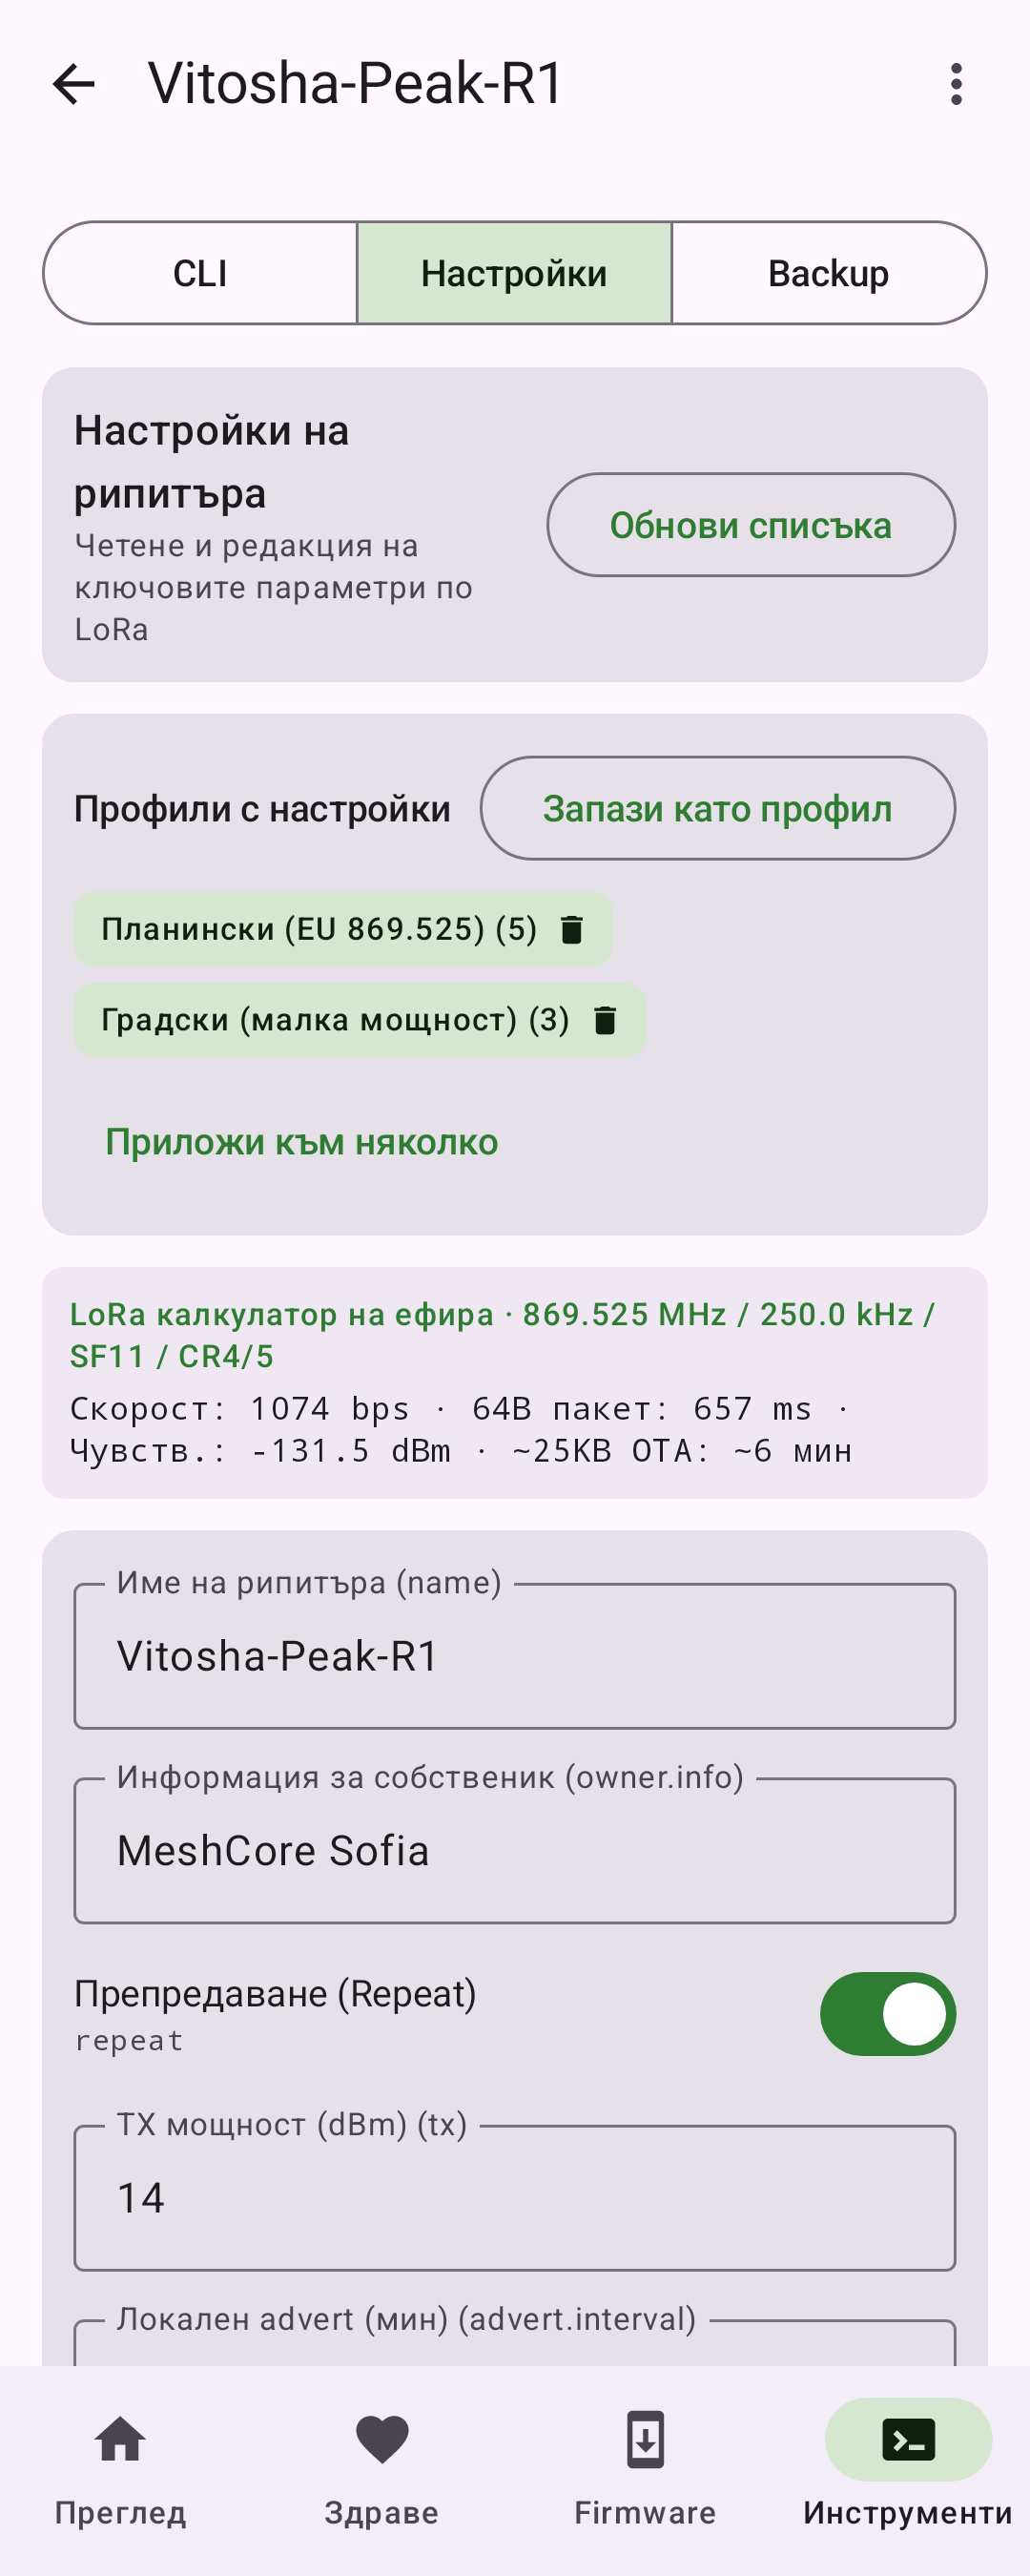 Vitosha-Peak-R1
CLI
Настройки
Backup
Настройки на
рипитъра
Четене и редакция на
ключовите параметри по
LoRa
Обнови списъка
Профили с настройки
Запази като профил
Планински (EU 869.525) (5)
Градски (малка мощност) (3)
Приложи към няколко
LoRa калкулатор на ефира · 869.525 MHz / 250.0 kHz /
SF11 / CR4/5
Скорост: 1074 bps · 64B пакет: 657 ms ·
Чувств.: -131.5 dBm · ~25KB OTA: ~6 мин
Име на рипитъра (name)
Vitosha-Peak-R1
Информация за собственик (owner.info)
MeshCore Sofia
Препредаване (Repeat)
repeat
TX мощност (dBm) (tx)
14
Локален advert (мин) (advert.interval)
Преглед
Здраве
Firmware
Инструменти